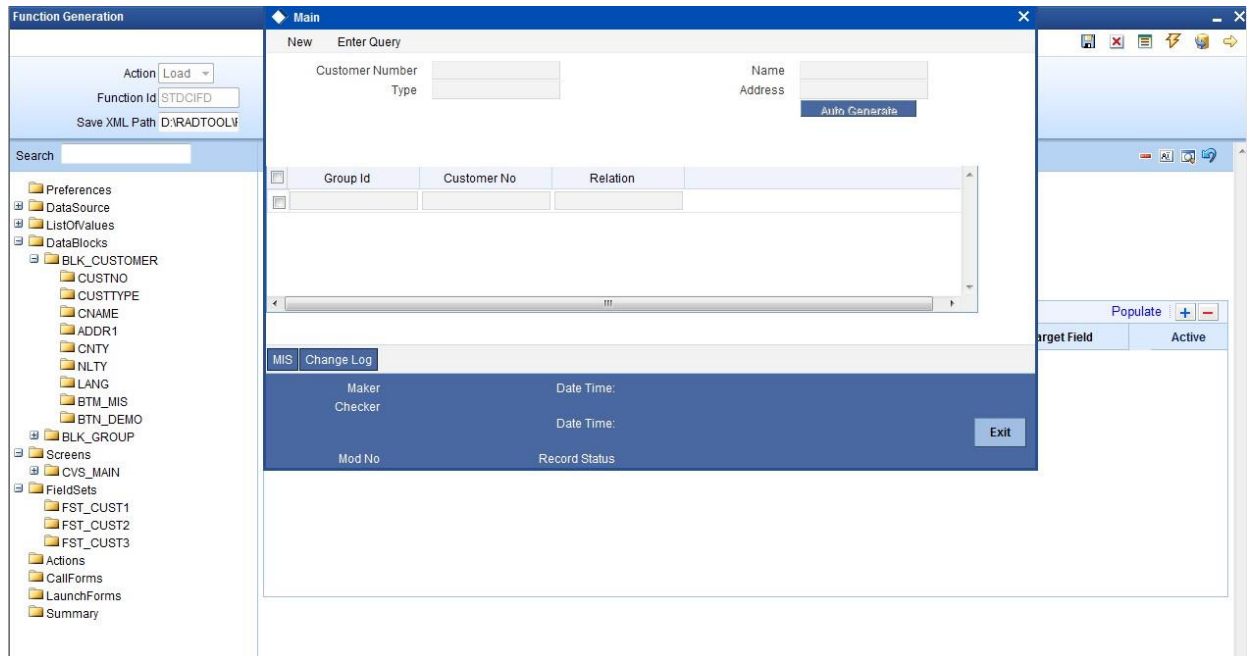 Function Generation
Main
New Enter Query
Action Load
Function Id STDCIFD
Save XML Path D:\RADTOOL\F
Customer Number
Name
Type
Address
Auto Generate
Search
Group Id Customer No Relation
Preferences
DataSource
ListOfValues
DataBlocks
BLK_CUSTOMER
CUSTNO
CUSTTYPE
CNAME
ADDR1
CNTY
NLTY
LANG
BTM_MIS
BTN_DEMO
BLK_GROUP
Screens
CVS_MAIN
FieldSets
FST_CUST1
FST_CUST2
FST_CUST3
Actions
CallForms
LaunchForms
Summary
Populate
arget Field Active
MIS Change Log
Maker Date Time:
Checker
Date Time:
Exit
Mod No Record Status